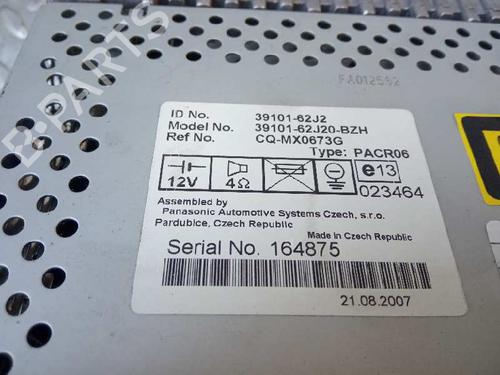 FA012562
ID No. 39101-62J2
Model No. 39101-62J20-BZH
Ref No. CQ-MX0673G
Type: PACR06
12V 4Ω e13
023464
Assembled by
Panasonic Automotive Systems Czech, s.r.o.
Pardubice, Czech Republic
Made in Czech Republic
Serial No. 164875
21.08.2007